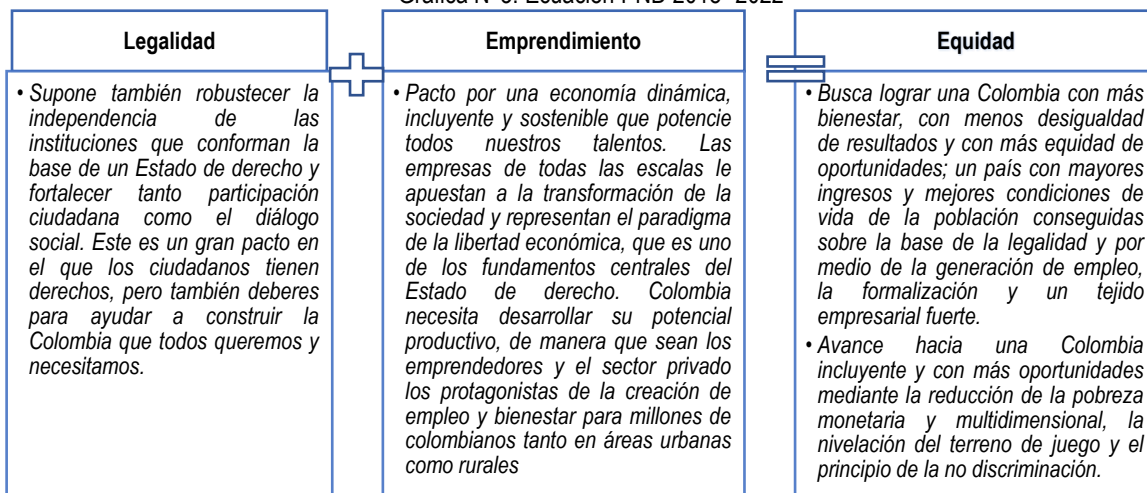 Gráfica N°3. Ecuación PND 2018 -2022
Legalidad
• Supone también robustecer la
independencia de las
instituciones que conforman la
base de un Estado de derecho y
fortalecer tanto participación
ciudadana como el diálogo
social. Este es un gran pacto en
el que los ciudadanos tienen
derechos, pero también deberes
para ayudar a construir la
Colombia que todos queremos y
necesitamos.
Emprendimiento
• Pacto por una economía dinámica,
incluyente y sostenible que potencie
todos nuestros talentos. Las
empresas de todas las escalas le
apuestan a la transformación de la
sociedad y representan el paradigma
de la libertad económica, que es uno
de los fundamentos centrales del
Estado de derecho. Colombia
necesita desarrollar su potencial
productivo, de manera que sean los
emprendedores y el sector privado
los protagonistas de la creación de
empleo y bienestar para millones de
colombianos tanto en áreas urbanas
como rurales
Equidad
• Busca lograr una Colombia con más
bienestar, con menos desigualdad
de resultados y con más equidad de
oportunidades; un país con mayores
ingresos y mejores condiciones de
vida de la población conseguidas
sobre la base de la legalidad y por
medio de la generación de empleo,
la formalización y un tejido
empresarial fuerte.
• Avance hacia una Colombia
incluyente y con más oportunidades
mediante la reducción de la pobreza
monetaria y multidimensional, la
nivelación del terreno de juego y el
principio de la no discriminación.